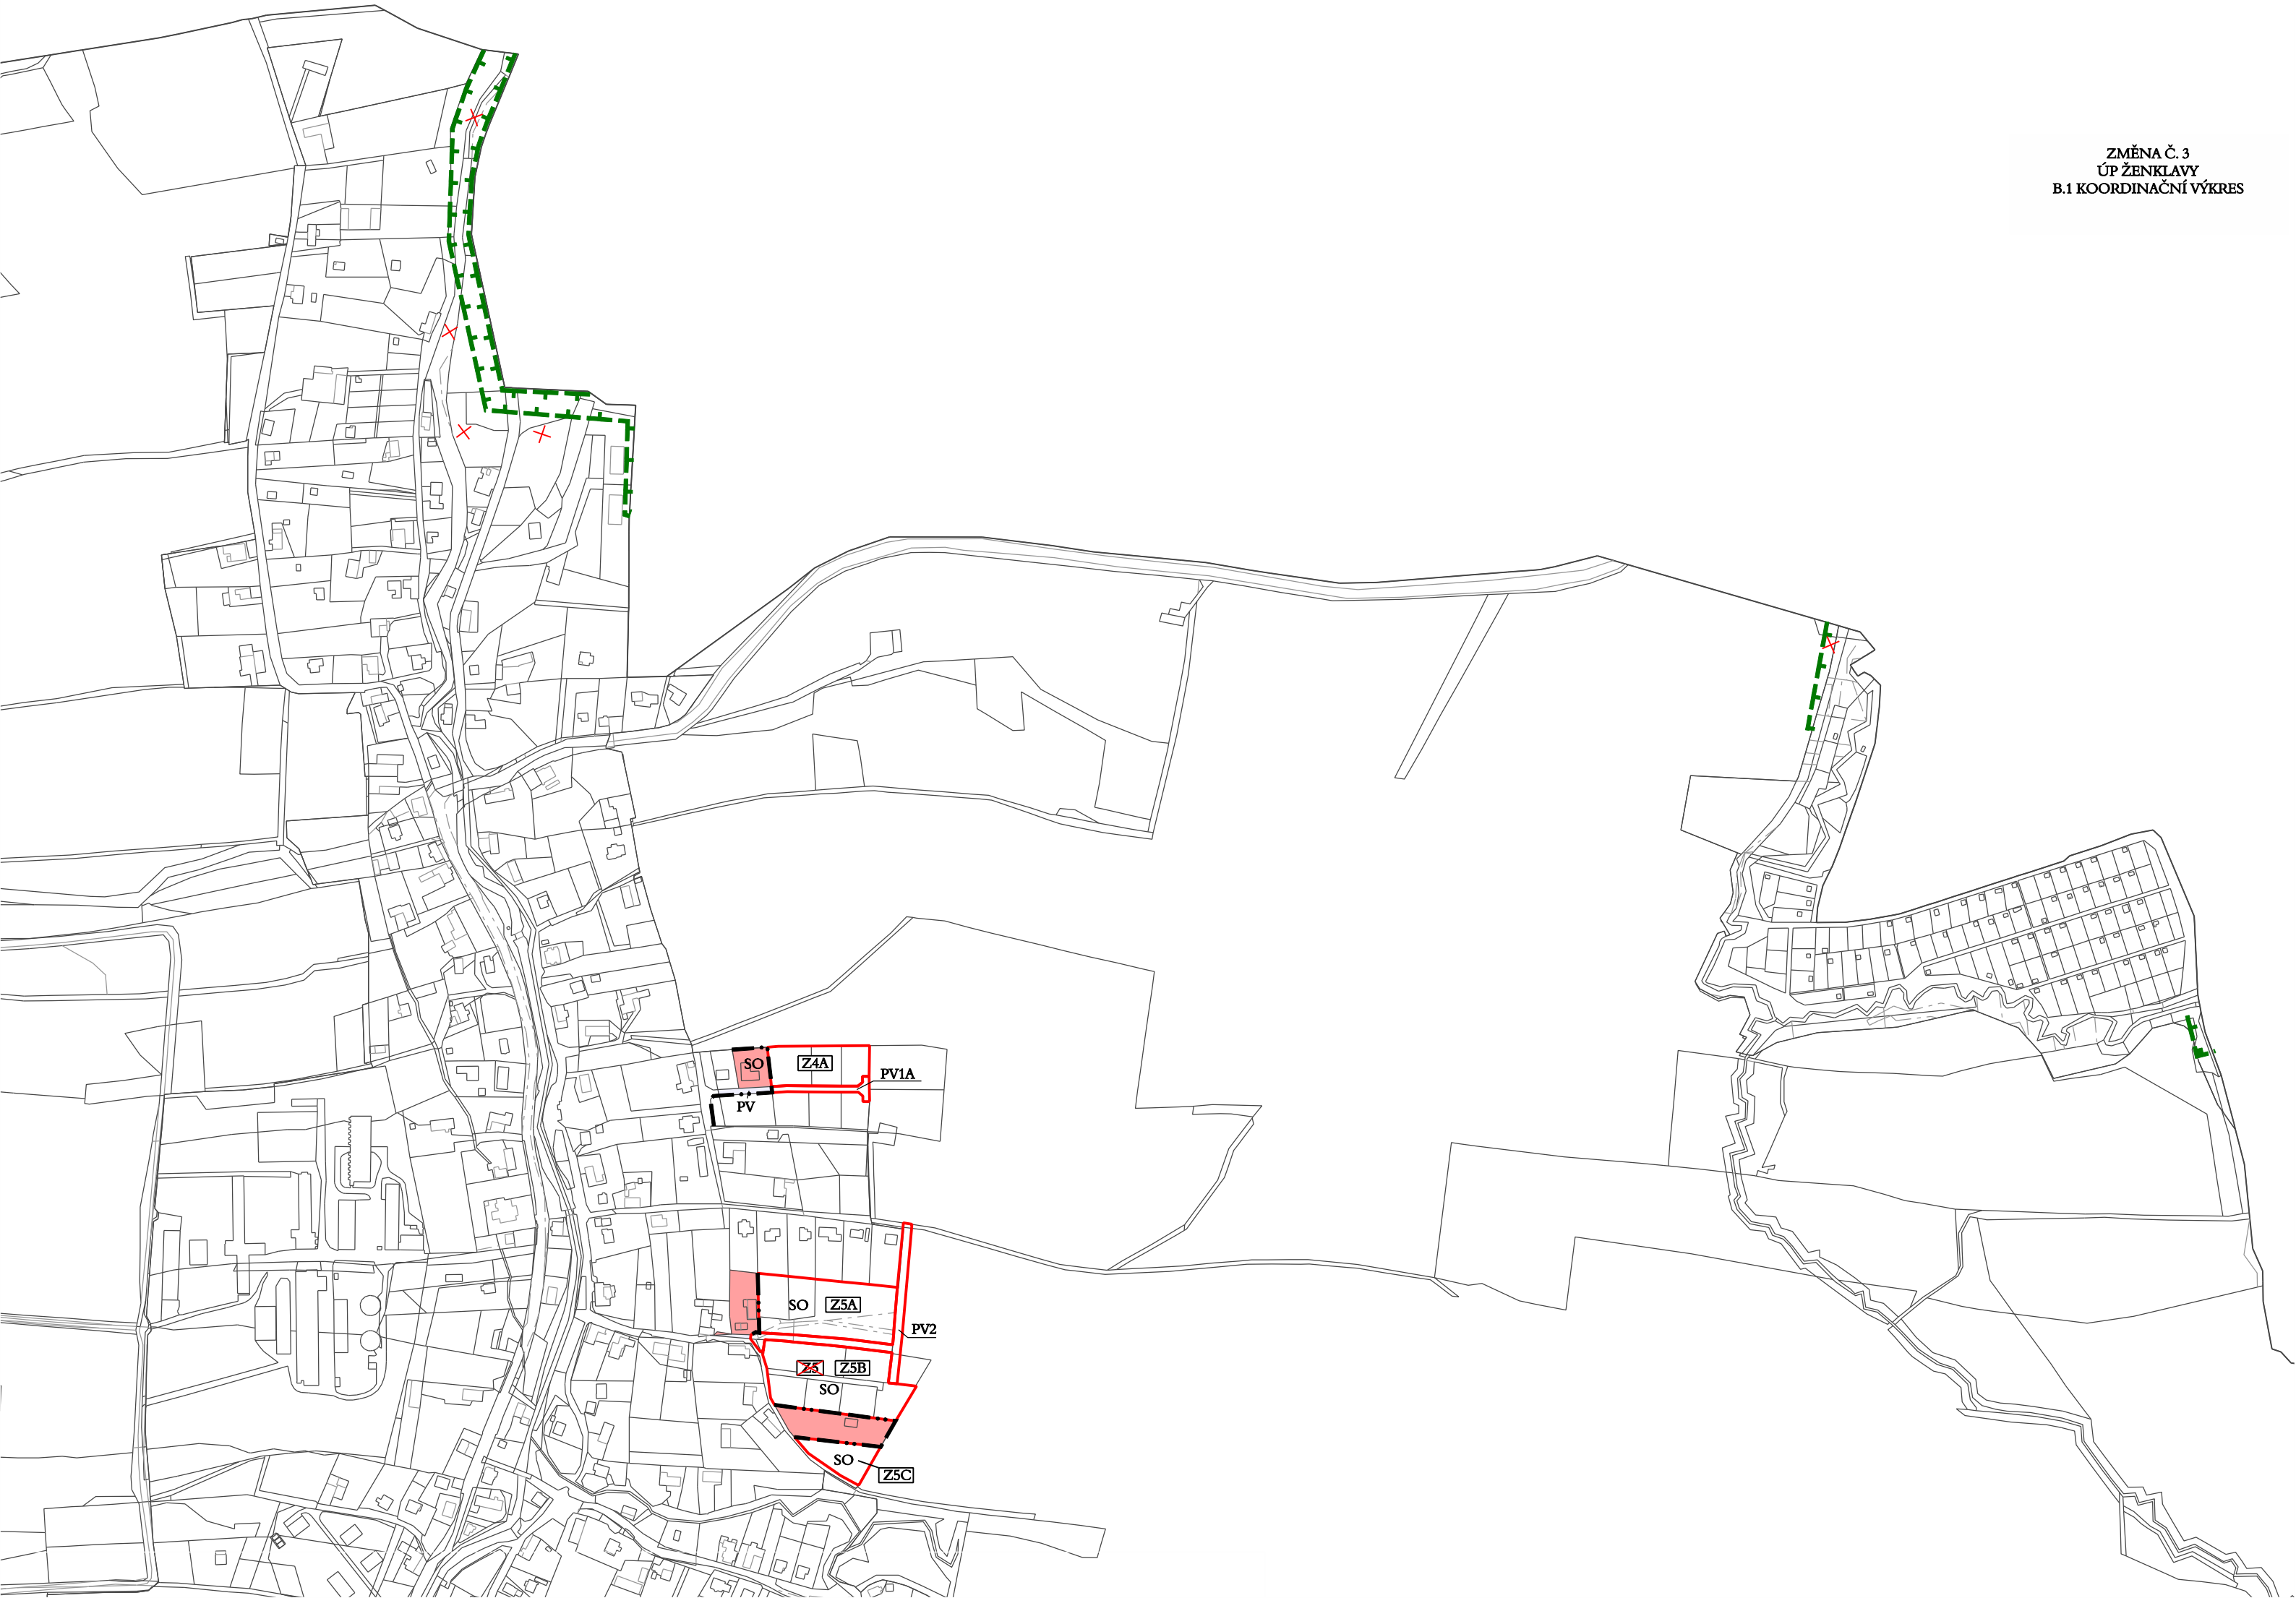 ZMĚNA Č. 3
ÚP ŽENKLAVY
B.1 KOORDINAČNÍ VÝKRES
SO
Z4A
PV1A
PV
SO
Z5A
PV2
Z5
Z5B
SO
SO
Z5C